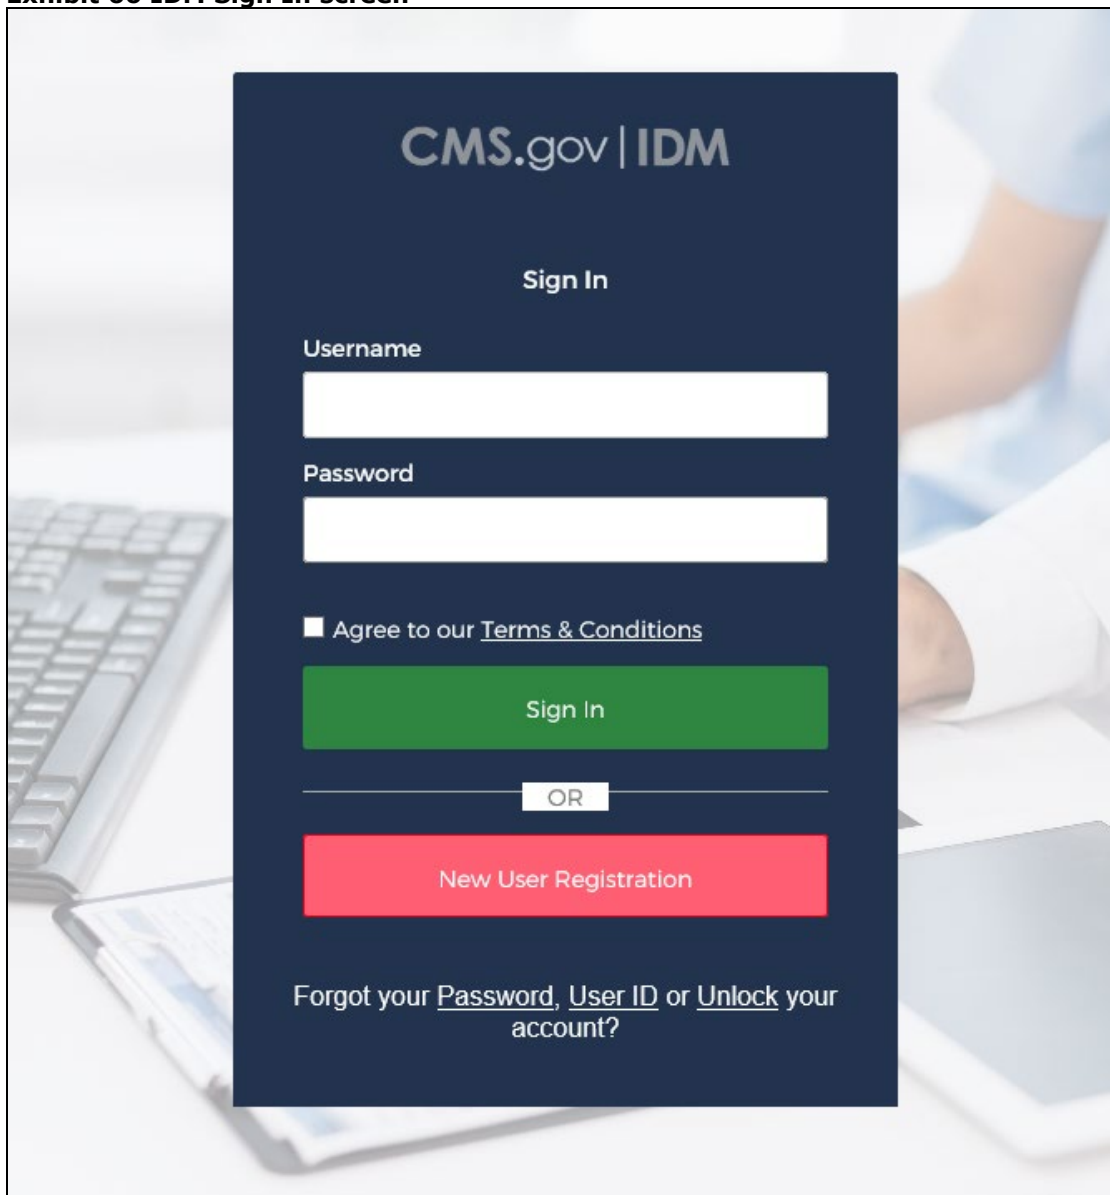 CMS.gov | IDM
Sign In
Username
Password
Agree to our Terms & Conditions
Sign In
OR
New User Registration
Forgot your Password, User ID or Unlock your
account?